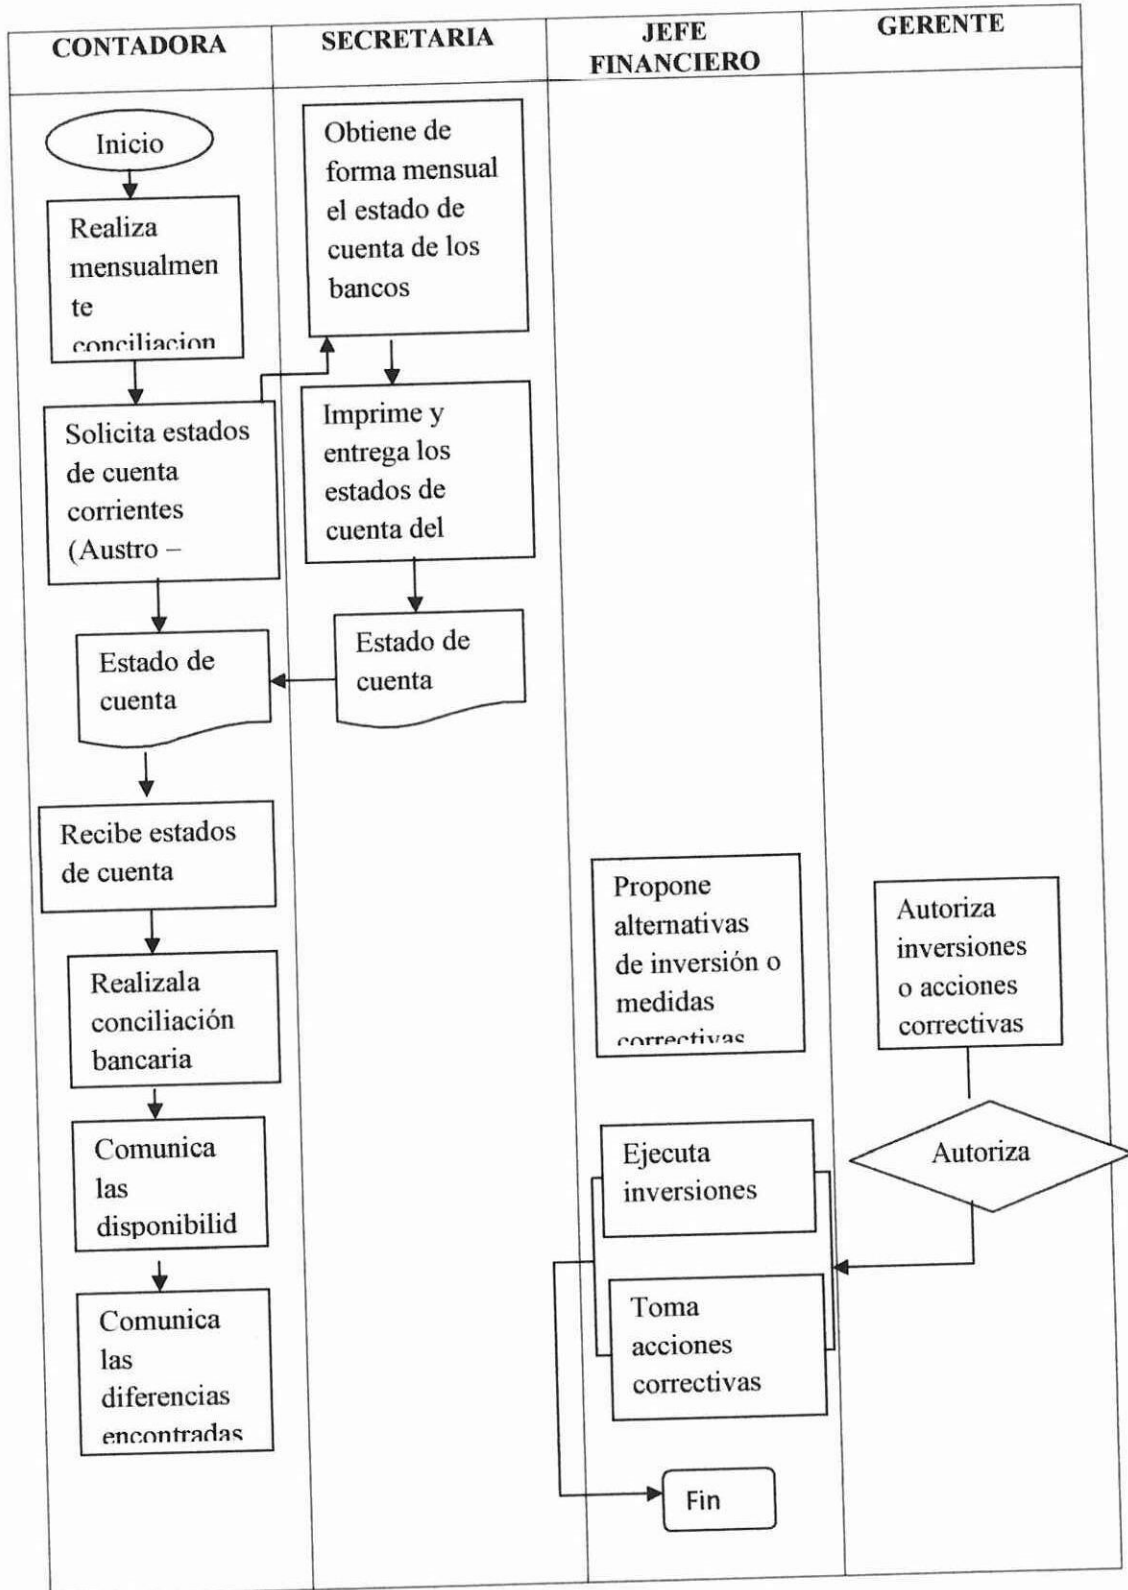 CONTADORA
SECRETARIA
JEFE
FINANCIERO
GERENTE
Inicio
Realiza
mensualmen
te
conciliacion
Solicita estados
de cuenta
corrientes
(Austro –
Estado de
cuenta
Recibe estados
de cuenta
Realizala
conciliación
bancaria
Comunica
las
disponibilid
Comunica
las
diferencias
encontradas
Obtiene de
forma mensual
el estado de
cuenta de los
bancos
Imprime y
entrega los
estados de
cuenta del
Estado de
cuenta
Propone
alternativas
de inversión o
medidas
correctivas
Ejecuta
inversiones
Toma
acciones
correctivas
Fin
Autoriza
inversiones
o acciones
correctivas
Autoriza